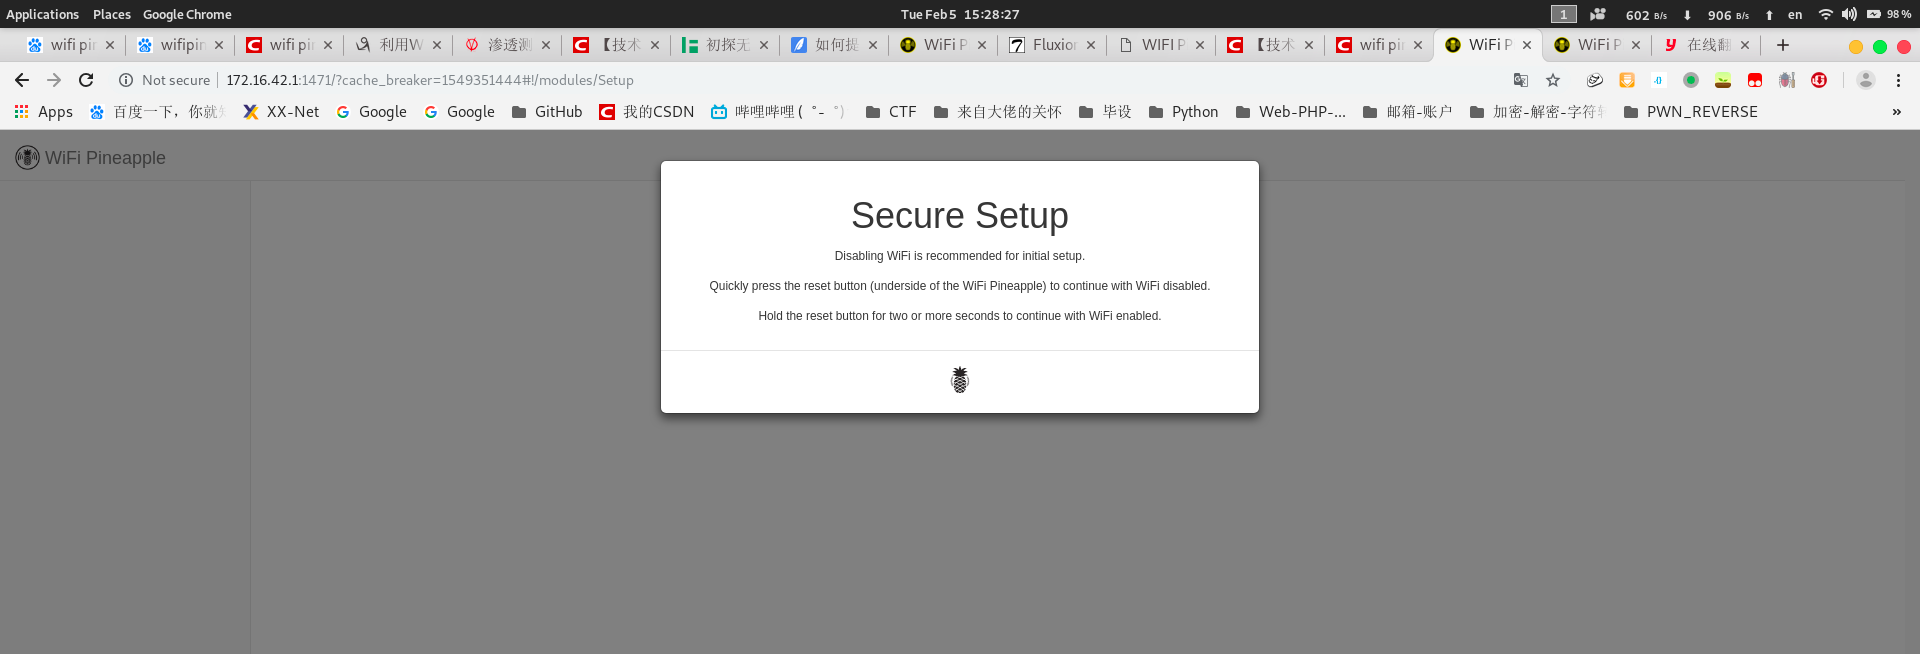 Applications Places Google Chrome Tue Feb 5 15:28:27 1 602 B/s 906 B/s en 98 %
wifi pin wifipin wifi pin 利用W 渗透测 【技术 初探无 如何提 WiFi P Fluxion WIFI P 【技术 wifi pin WiFi P WiFi P 在线翻
Not secure 172.16.42.1:1471/?cache_breaker=1549351444#!/modules/Setup
Apps 百度一下，你就知 XX-Net Google Google GitHub 我的CSDN 哔哩哔哩 ( ゜- ゜) CTF 来自大佬的关怀 毕设 Python Web-PHP-... 邮箱-账户 加密-解密-字符转 PWN_REVERSE »
WiFi Pineapple
Secure Setup
Disabling WiFi is recommended for initial setup.
Quickly press the reset button (underside of the WiFi Pineapple) to continue with WiFi disabled.
Hold the reset button for two or more seconds to continue with WiFi enabled.